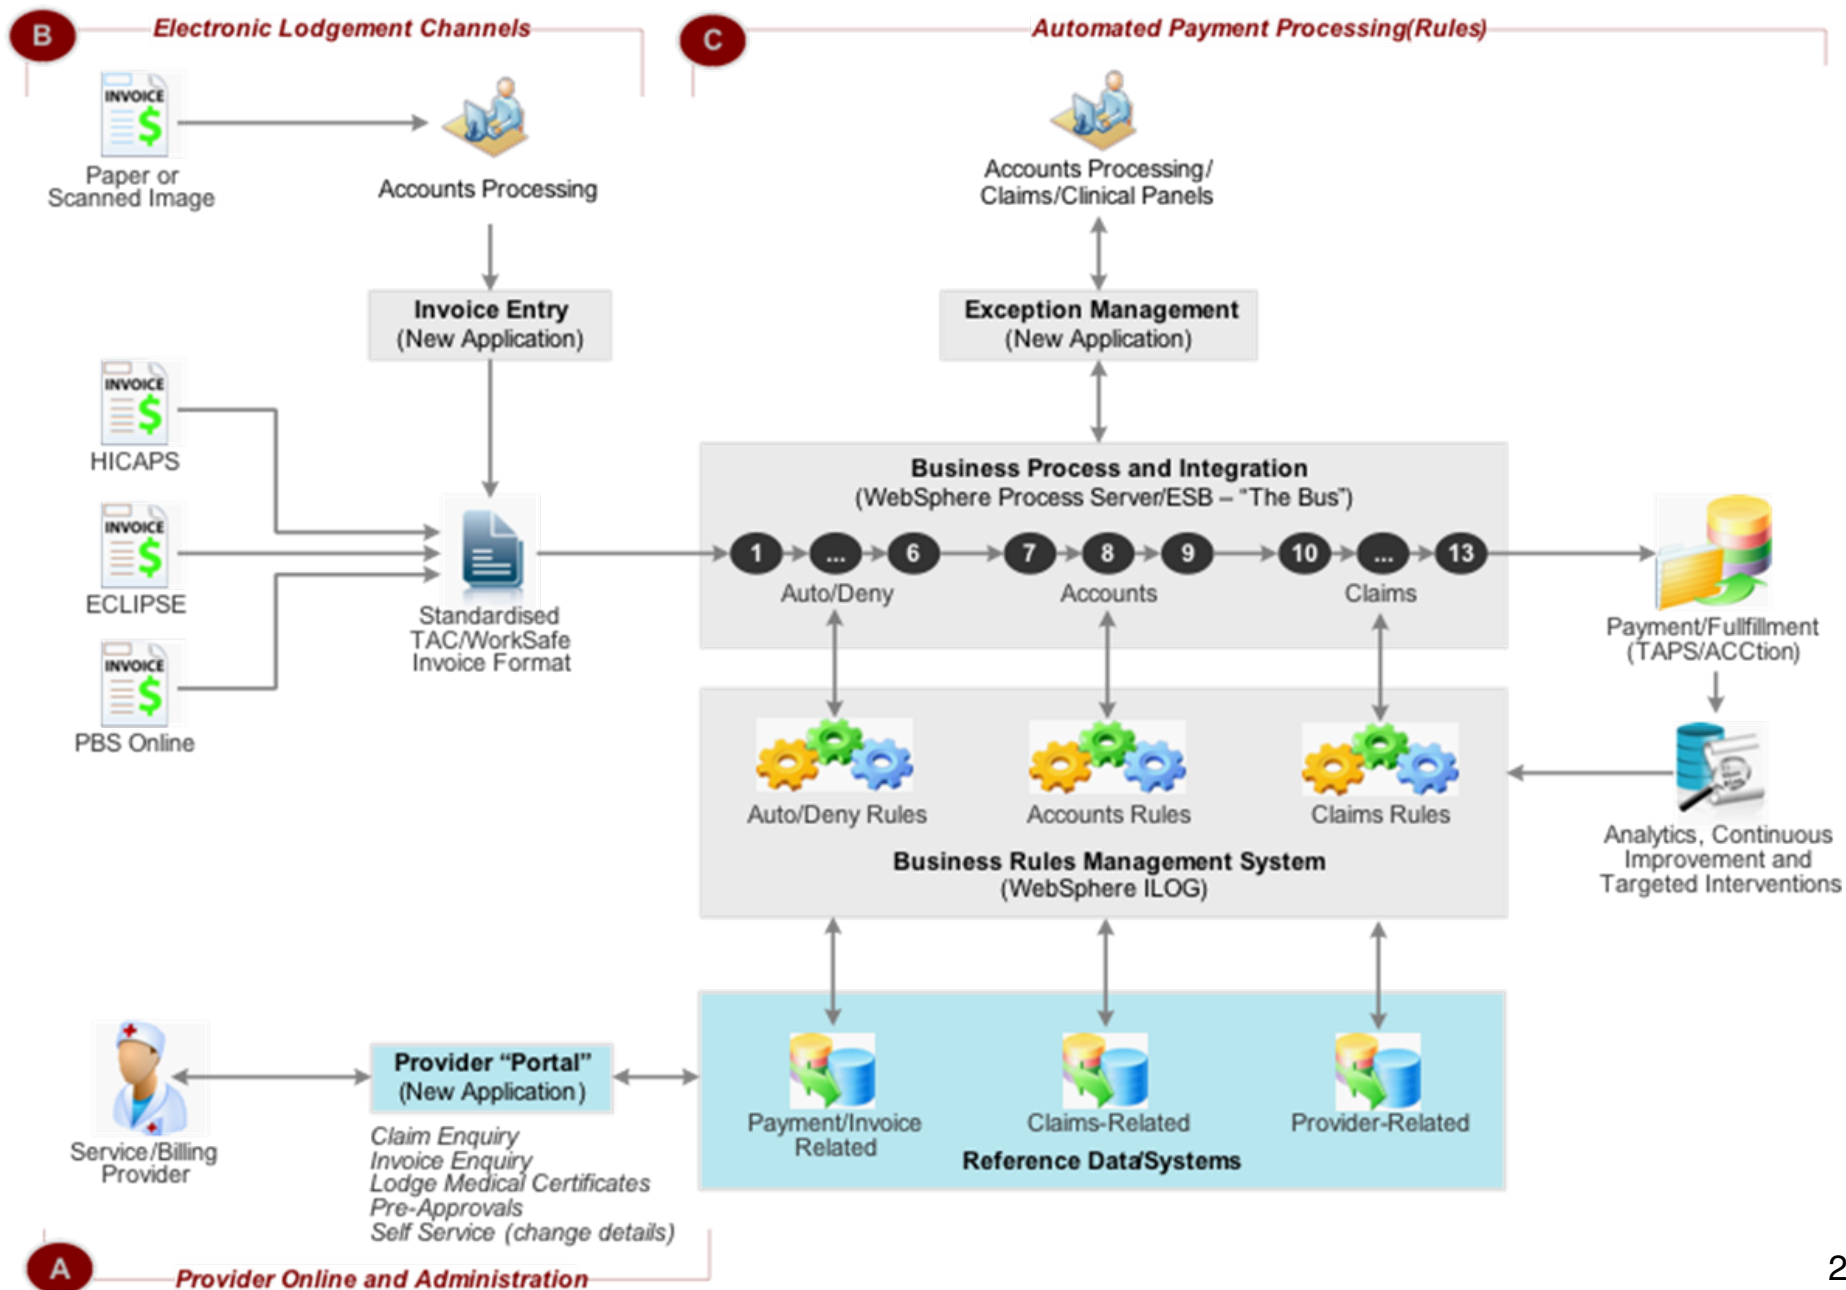 B
Electronic Lodgement Channels
C
Automated Payment Processing(Rules)
INVOICE
$
Paper or
Scanned Image
Accounts Processing
Accounts Processing/
Claims/Clinical Panels
Invoice Entry
(New Application)
Exception Management
(New Application)
INVOICE
$
HICAPS
INVOICE
$
ECLIPSE
INVOICE
$
PBS Online
Standardised
TAC/WorkSafe
Invoice Format
Business Process and Integration
(WebSphere Process Server/ESB – “The Bus”)
1 ... 6 7 8 9 10 ... 13
Auto/Deny Accounts Claims
Payment/Fullfillment
(TAPS/ACCtion)
Auto/Deny Rules Accounts Rules Claims Rules
Business Rules Management System
(WebSphere ILOG)
Analytics, Continuous
Improvement and
Targeted Interventions
Service/Billing
Provider
Provider “Portal”
(New Application)
Claim Enquiry
Invoice Enquiry
Lodge Medical Certificates
Pre-Approvals
Self Service (change details)
Payment/Invoice
Related
Claims-Related
Provider-Related
Reference Data/Systems
A
Provider Online and Administration
2